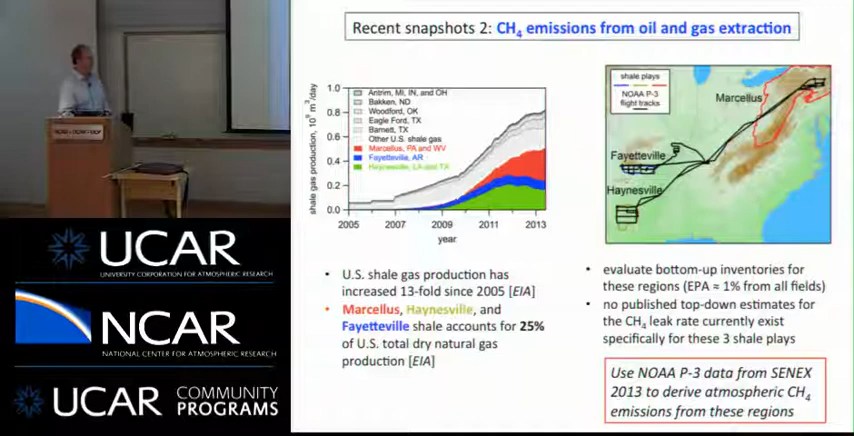 Recent snapshots 2: CH4 emissions from oil and gas extraction
shale gas production, 10⁹ m³/day
1.0
0.8
0.6
0.4
0.2
0.0
Antrim, MI, IN, and OH
Bakken, ND
Woodford, OK
Eagle Ford, TX
Barnett, TX
Other U.S. shale gas
Marcellus, PA and WV
Fayetteville, AR
Haynesville, LA and TX
2005
2007
2009
2011
2013
year
shale plays
NOAA P-3
flight tracks
Marcellus
Fayetteville
Haynesville
• U.S. shale gas production has
increased 13-fold since 2005 [EIA]
• Marcellus, Haynesville, and
Fayetteville shale accounts for 25%
of U.S. total dry natural gas
production [EIA]
• evaluate bottom-up inventories for
these regions (EPA ≈ 1% from all fields)
• no published top-down estimates for
the CH4 leak rate currently exist
specifically for these 3 shale plays
Use NOAA P-3 data from SENEX
2013 to derive atmospheric CH4
emissions from these regions
UCAR
UNIVERSITY CORPORATION FOR ATMOSPHERIC RESEARCH
NCAR
NATIONAL CENTER FOR ATMOSPHERIC RESEARCH
UCAR
COMMUNITY
PROGRAMS